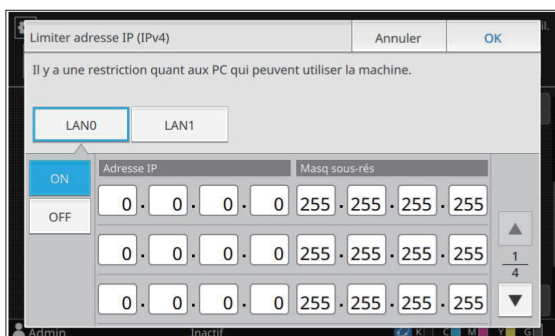 Limiter adresse IP (IPv4) Annuler OK
Il y a une restriction quant aux PC qui peuvent utiliser la machine.
LAN0 LAN1
Adresse IP Masq sous-rés
ON
0. 0. 0. 0 255. 255. 255. 255
OFF
0. 0. 0. 0 255. 255. 255. 255
1
4
0. 0. 0. 0 255. 255. 255. 255
Admin Inactif K C M Y G